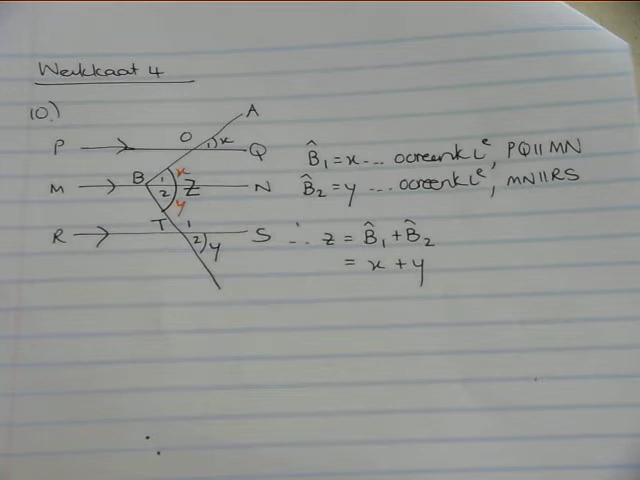 Werkkaart 4
10.)
A
O
1 x
P Q
B̂₁ = x ... ooreenk ∠ᵉ, PQ∥MN
B 1 x
M Z N
2
B̂₂ = y ... ooreenk ∠ᵉ, MN∥RS
y
T 1
R S
2 y
∴ z = B̂₁ + B̂₂
= x + y